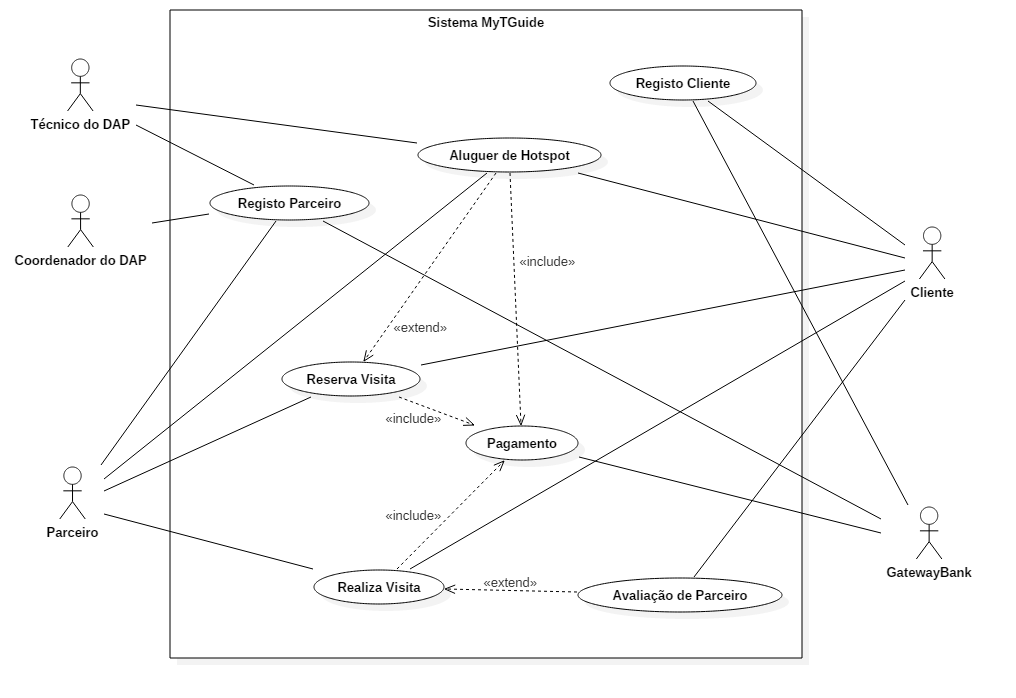 Sistema MyTGuide
Registo Cliente
Técnico do DAP
Aluguer de Hotspot
Registo Parceiro
Coordenador do DAP
«include»
Cliente
«extend»
Reserva Visita
«include»
Pagamento
«include»
Parceiro
GatewayBank
«extend»
Realiza Visita
Avaliação de Parceiro